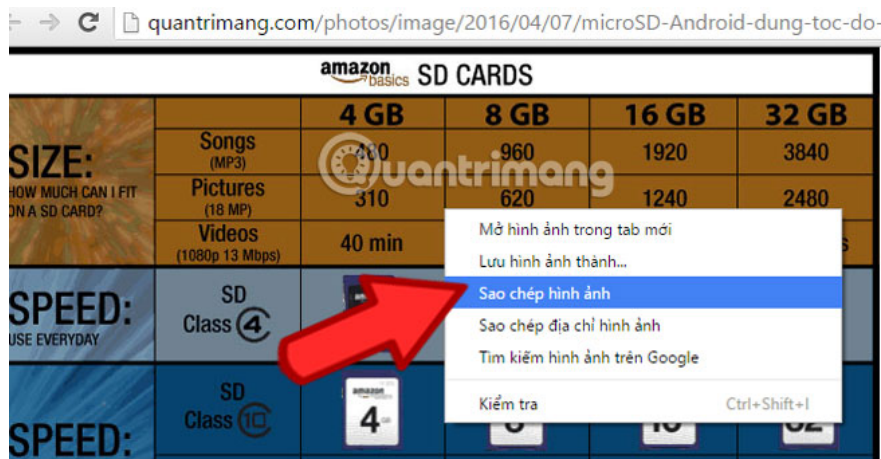 quantrimang.com/photos/image/2016/04/07/microSD-Android-dung-toc-do-
amazon basics SD CARDS
4 GB 8 GB 16 GB 32 GB
SIZE:
HOW MUCH CAN I FIT
ON A SD CARD?
Songs
(MP3)
480 960 1920 3840
Quantrimang
Pictures
(18 MP)
310 620 1240 2480
Videos
(1080p 13 Mbps)
40 min
Mở hình ảnh trong tab mới
Lưu hình ảnh thành...
Sao chép hình ảnh
Sao chép địa chỉ hình ảnh
Tìm kiếm hình ảnh trên Google
Kiểm tra Ctrl+Shift+I
SPEED:
USE EVERYDAY
SD
Class 4
SPEED:
SD
Class 10
amazon
4